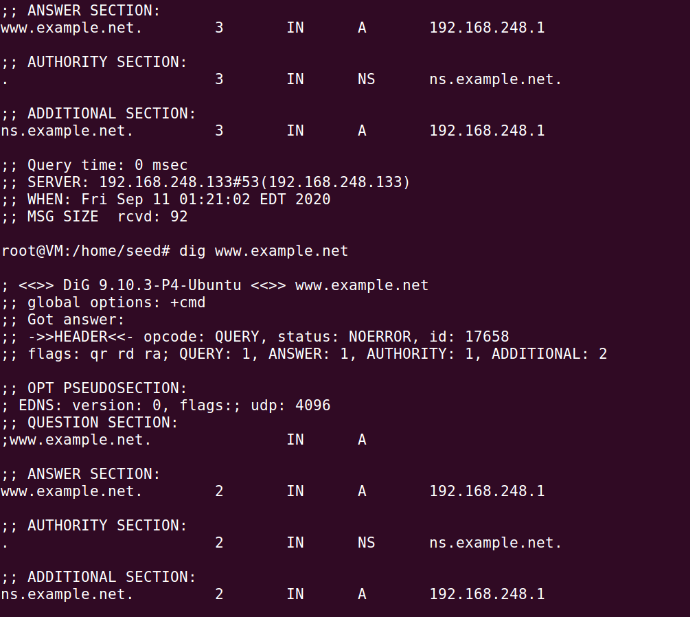 ;; ANSWER SECTION:
www.example.net.        3       IN      A       192.168.248.1
;; AUTHORITY SECTION:
.                       3       IN      NS      ns.example.net.
;; ADDITIONAL SECTION:
ns.example.net.         3       IN      A       192.168.248.1
;; Query time: 0 msec
;; SERVER: 192.168.248.133#53(192.168.248.133)
;; WHEN: Fri Sep 11 01:21:02 EDT 2020
;; MSG SIZE  rcvd: 92
root@VM:/home/seed# dig www.example.net
; <<>> DiG 9.10.3-P4-Ubuntu <<>> www.example.net
;; global options: +cmd
;; Got answer:
;; ->>HEADER<<- opcode: QUERY, status: NOERROR, id: 17658
;; flags: qr rd ra; QUERY: 1, ANSWER: 1, AUTHORITY: 1, ADDITIONAL: 2
;; OPT PSEUDOSECTION:
; EDNS: version: 0, flags:; udp: 4096
;; QUESTION SECTION:
;www.example.net.               IN      A
;; ANSWER SECTION:
www.example.net.        2       IN      A       192.168.248.1
;; AUTHORITY SECTION:
.                       2       IN      NS      ns.example.net.
;; ADDITIONAL SECTION:
ns.example.net.         2       IN      A       192.168.248.1